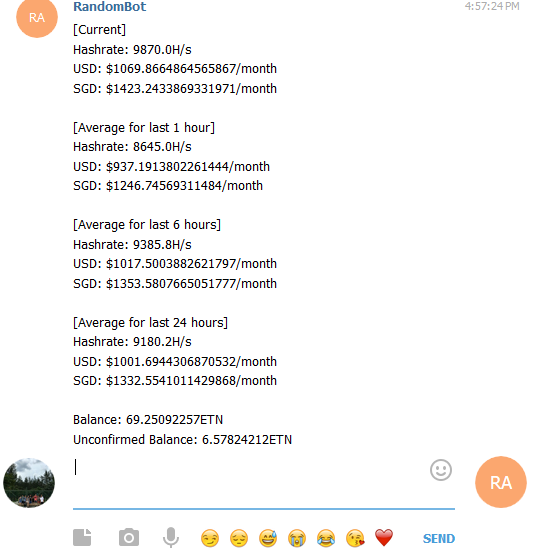 RA
RandomBot
4:57:24 PM
[Current]
Hashrate: 9870.0H/s
USD: $1069.8664864565867/month
SGD: $1423.2433869331971/month
[Average for last 1 hour]
Hashrate: 8645.0H/s
USD: $937.1913802261444/month
SGD: $1246.74569311484/month
[Average for last 6 hours]
Hashrate: 9385.8H/s
USD: $1017.5003882621797/month
SGD: $1353.5807665051777/month
[Average for last 24 hours]
Hashrate: 9180.2H/s
USD: $1001.6944306870532/month
SGD: $1332.5541011429868/month
Balance: 69.25092257ETN
Unconfirmed Balance: 6.57824212ETN
RA
SEND